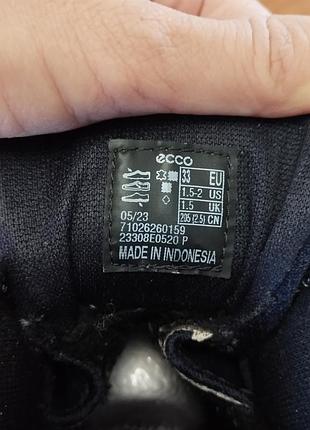 ecco
33 EU
1.5-2 US
1.5 UK
205 (2.5) CN
05/23
71026260159
23308E0520 P
MADE IN INDONESIA